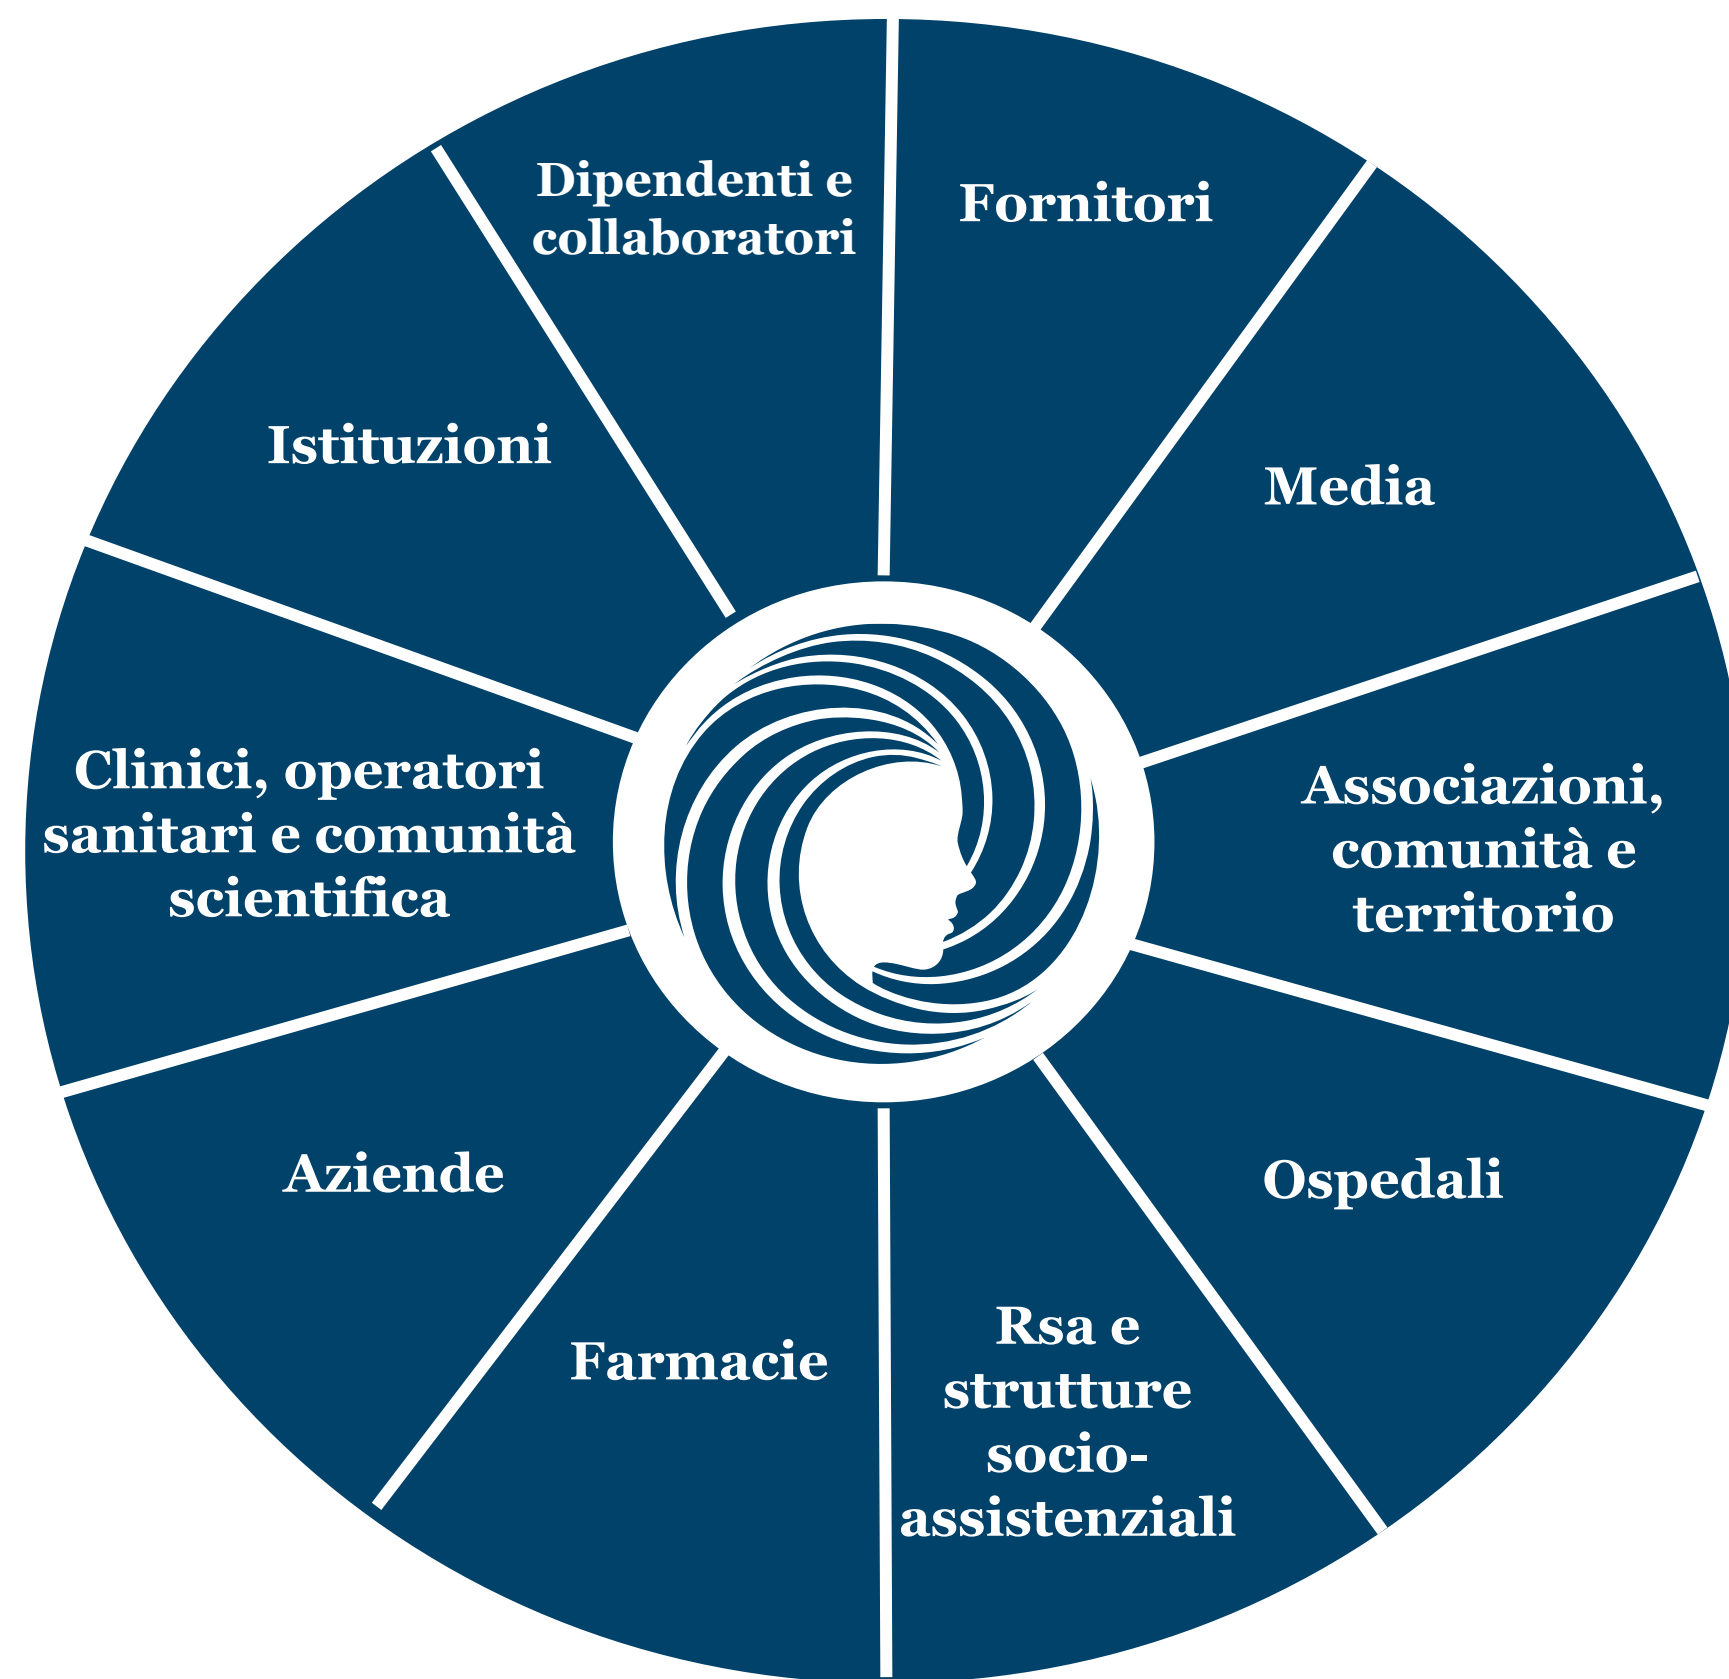 Dipendenti e
collaboratori
Fornitori
Istituzioni
Media
Clinici, operatori
sanitari e comunità
scientifica
Associazioni,
comunità e
territorio
Aziende
Ospedali
Farmacie
Rsa e
strutture
socio-
assistenziali